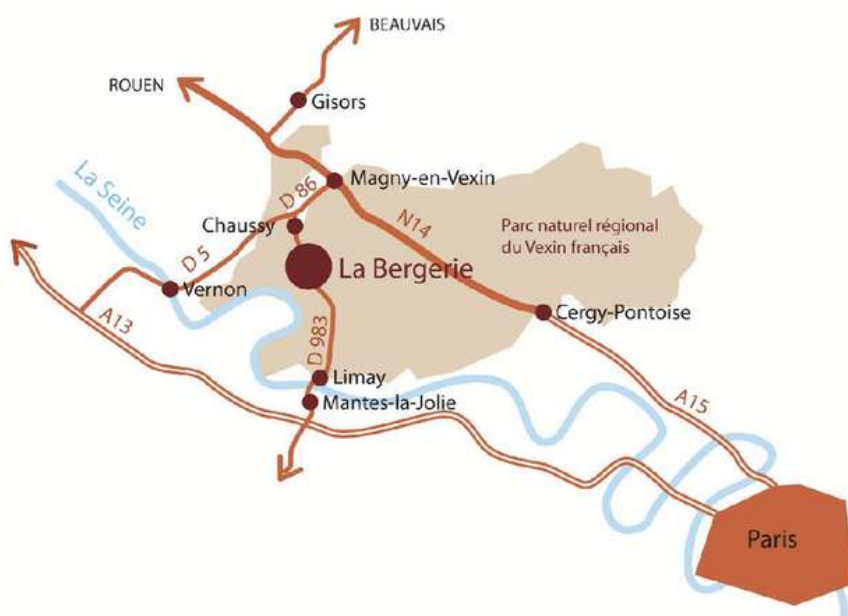 BEAUVAIS
ROUEN
Gisors
La Seine
D 86
Magny-en-Vexin
Chaussy
N14
Parc naturel régional
du Vexin français
D 5
La Bergerie
Vernon
Cergy-Pontoise
A13
D 983
Limay
Mantes-la-Jolie
A15
Paris